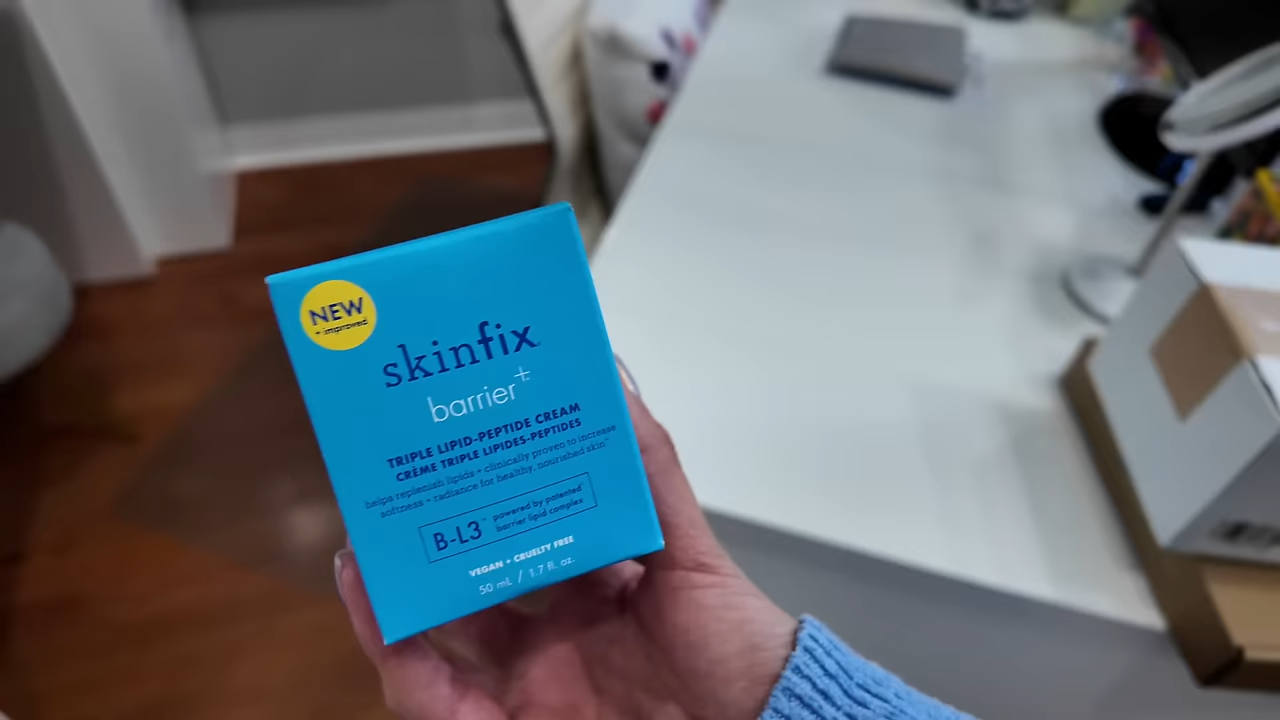 NEW
+ improved
skinfix
barrier+
TRIPLE LIPID-PEPTIDE CREAM
CRÈME TRIPLE LIPIDES-PEPTIDES
helps replenish lipids + clinically proven to increase
softness + radiance for healthy, nourished skin™
B-L3™
powered by patented
barrier lipid complex
VEGAN + CRUELTY FREE
50 mL / 1.7 fl. oz.